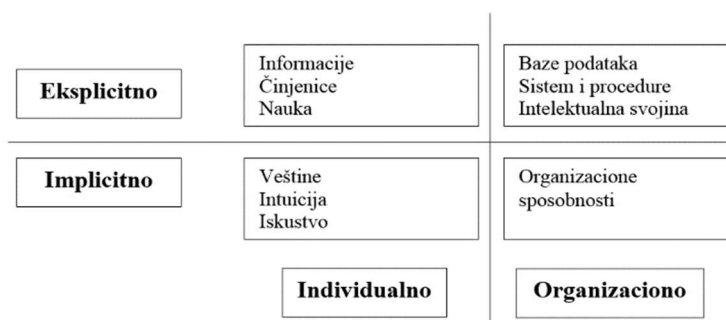 Eksplicitno
Informacije
Činjenice
Nauka
Baze podataka
Sistem i procedure
Intelektualna svojina
Implicitno
Veštine
Intuicija
Iskustvo
Organizacione
sposobnosti
Individualno
Organizaciono